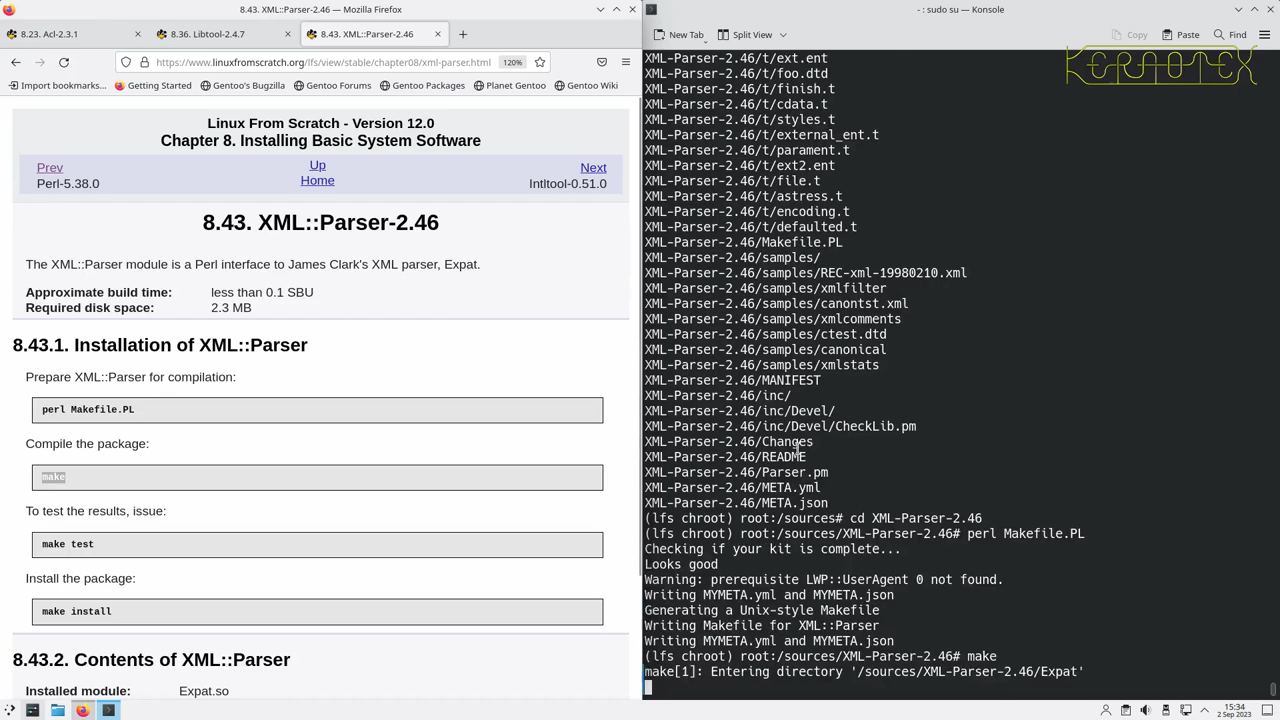 8.43. XML::Parser-2.46 — Mozilla Firefox
8.23. Acl-2.3.1
8.36. Libtool-2.4.7
8.43. XML::Parser-2.46
https://www.linuxfromscratch.org/lfs/view/stable/chapter08/xml-parser.html
120%
Import bookmarks...
Getting Started
Gentoo's Bugzilla
Gentoo Forums
Gentoo Packages
Planet Gentoo
Gentoo Wiki
Linux From Scratch - Version 12.0
Chapter 8. Installing Basic System Software
Prev
Up
Next
Perl-5.38.0
Home
Intltool-0.51.0
8.43. XML::Parser-2.46
The XML::Parser module is a Perl interface to James Clark's XML parser, Expat.
Approximate build time: less than 0.1 SBU
Required disk space: 2.3 MB
8.43.1. Installation of XML::Parser
Prepare XML::Parser for compilation:
perl Makefile.PL
Compile the package:
make
To test the results, issue:
make test
Install the package:
make install
8.43.2. Contents of XML::Parser
Installed module: Expat.so
- : sudo su — Konsole
New Tab
Split View
Copy
Paste
Find
KERNOTEX
XML-Parser-2.46/t/ext.ent
XML-Parser-2.46/t/foo.dtd
XML-Parser-2.46/t/finish.t
XML-Parser-2.46/t/cdata.t
XML-Parser-2.46/t/styles.t
XML-Parser-2.46/t/external_ent.t
XML-Parser-2.46/t/parament.t
XML-Parser-2.46/t/ext2.ent
XML-Parser-2.46/t/file.t
XML-Parser-2.46/t/astress.t
XML-Parser-2.46/t/encoding.t
XML-Parser-2.46/t/defaulted.t
XML-Parser-2.46/Makefile.PL
XML-Parser-2.46/samples/
XML-Parser-2.46/samples/REC-xml-19980210.xml
XML-Parser-2.46/samples/xmlfilter
XML-Parser-2.46/samples/canontst.xml
XML-Parser-2.46/samples/xmlcomments
XML-Parser-2.46/samples/ctest.dtd
XML-Parser-2.46/samples/canonical
XML-Parser-2.46/samples/xmlstats
XML-Parser-2.46/MANIFEST
XML-Parser-2.46/inc/
XML-Parser-2.46/inc/Devel/
XML-Parser-2.46/inc/Devel/CheckLib.pm
XML-Parser-2.46/Changes
XML-Parser-2.46/README
XML-Parser-2.46/Parser.pm
XML-Parser-2.46/META.yml
XML-Parser-2.46/META.json
(lfs chroot) root:/sources# cd XML-Parser-2.46
(lfs chroot) root:/sources/XML-Parser-2.46# perl Makefile.PL
Checking if your kit is complete...
Looks good
Warning: prerequisite LWP::UserAgent 0 not found.
Writing MYMETA.yml and MYMETA.json
Generating a Unix-style Makefile
Writing Makefile for XML::Parser
Writing MYMETA.yml and MYMETA.json
(lfs chroot) root:/sources/XML-Parser-2.46# make
make[1]: Entering directory '/sources/XML-Parser-2.46/Expat'
15:34
2 Sep 2023